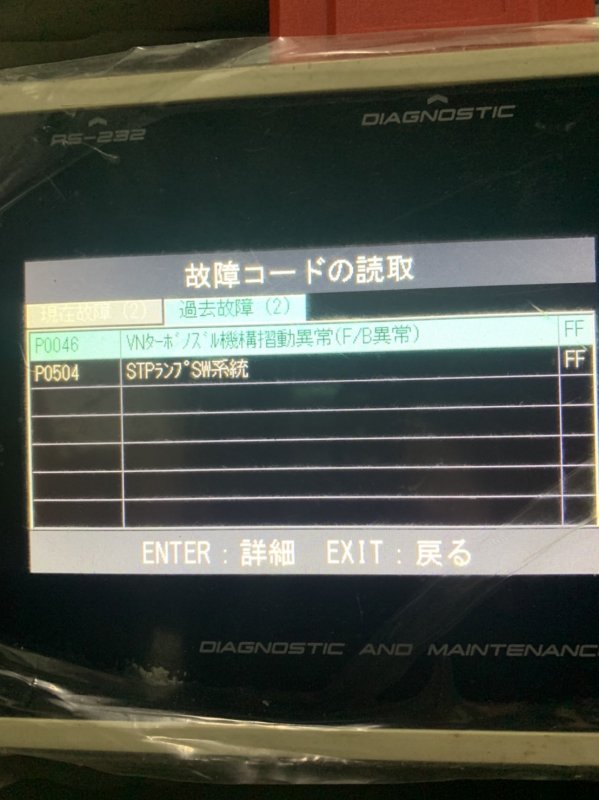 RS-232
DIAGNOSTIC
故障コードの読取
現在故障 (2) 過去故障 (2)
P0046 VNﾀｰﾎﾞﾉｽﾞﾙ機構摺動異常(F/B異常) FF
P0504 STPﾗﾝﾌﾟSW系統 FF
ENTER : 詳細 EXIT : 戻る
DIAGNOSTIC AND MAINTENANC